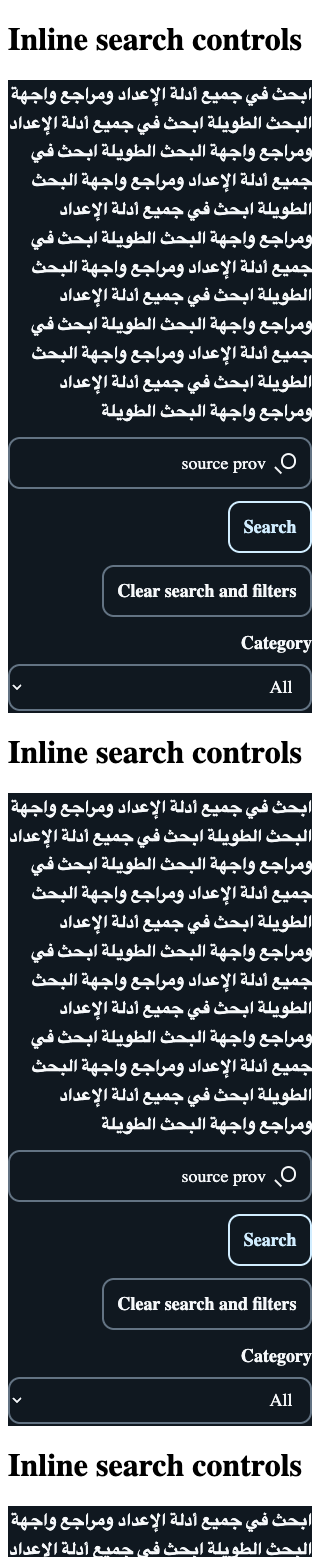 Inline search controls
ابحث في جميع أدلة الإعداد ومراجع واجهة
البحث الطويلة ابحث في جميع أدلة الإعداد
ومراجع واجهة البحث الطويلة ابحث في
جميع أدلة الإعداد ومراجع واجهة البحث
الطويلة ابحث في جميع أدلة الإعداد
ومراجع واجهة البحث الطويلة ابحث في
جميع أدلة الإعداد ومراجع واجهة البحث
الطويلة ابحث في جميع أدلة الإعداد
ومراجع واجهة البحث الطويلة ابحث في
جميع أدلة الإعداد ومراجع واجهة البحث
الطويلة ابحث في جميع أدلة الإعداد
ومراجع واجهة البحث الطويلة
source prov
Search
Clear search and filters
Category
All
Inline search controls
ابحث في جميع أدلة الإعداد ومراجع واجهة
البحث الطويلة ابحث في جميع أدلة الإعداد
ومراجع واجهة البحث الطويلة ابحث في
جميع أدلة الإعداد ومراجع واجهة البحث
الطويلة ابحث في جميع أدلة الإعداد
ومراجع واجهة البحث الطويلة ابحث في
جميع أدلة الإعداد ومراجع واجهة البحث
الطويلة ابحث في جميع أدلة الإعداد
ومراجع واجهة البحث الطويلة ابحث في
جميع أدلة الإعداد ومراجع واجهة البحث
الطويلة ابحث في جميع أدلة الإعداد
ومراجع واجهة البحث الطويلة
source prov
Search
Clear search and filters
Category
All
Inline search controls
ابحث في جميع أدلة الإعداد ومراجع واجهة
البحث الطويلة ابحث في جميع أدلة الإعداد